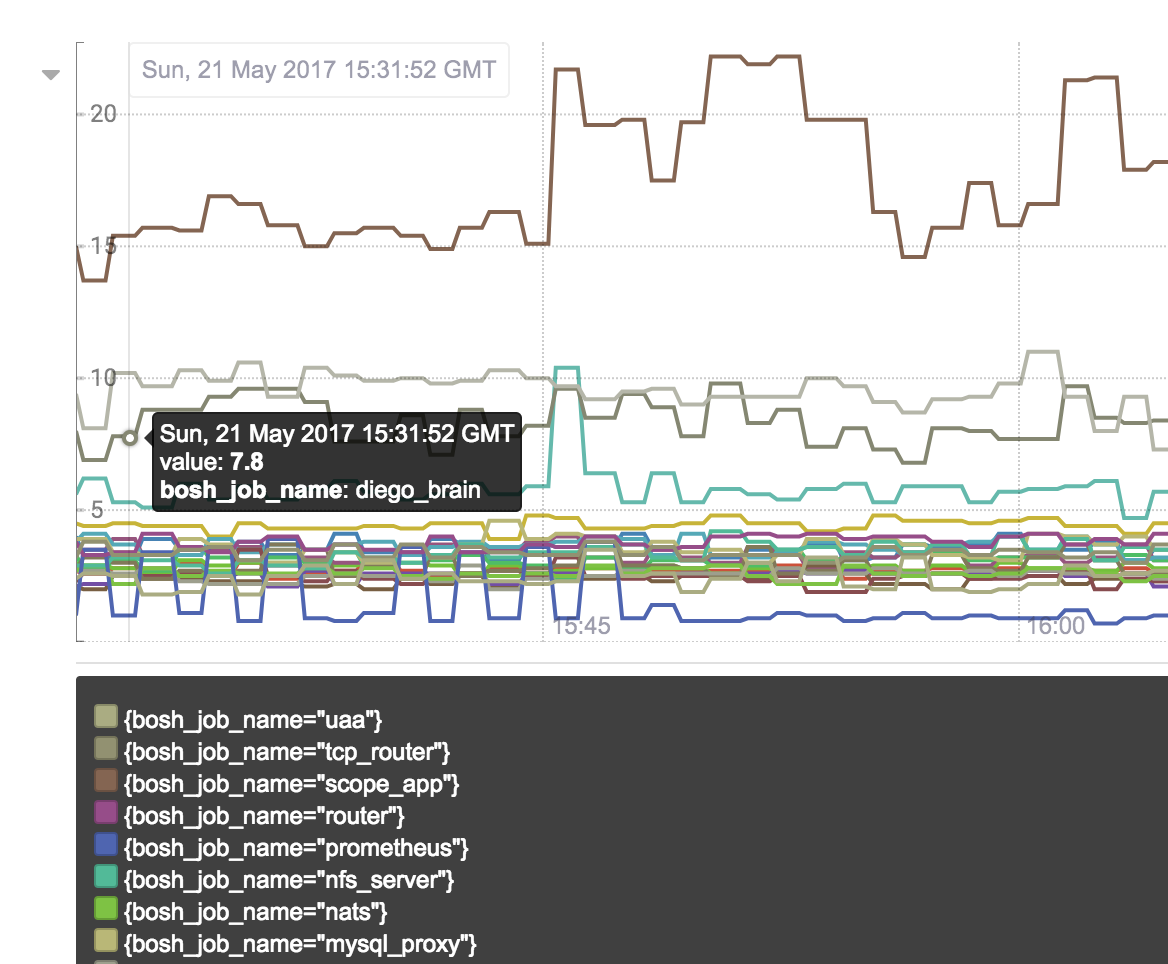 Sun, 21 May 2017 15:31:52 GMT
20
15
10
Sun, 21 May 2017 15:31:52 GMT
value: 7.8
bosh_job_name: diego_brain
5
15:45
16:00
{bosh_job_name="uaa"}
{bosh_job_name="tcp_router"}
{bosh_job_name="scope_app"}
{bosh_job_name="router"}
{bosh_job_name="prometheus"}
{bosh_job_name="nfs_server"}
{bosh_job_name="nats"}
{bosh_job_name="mysql_proxy"}